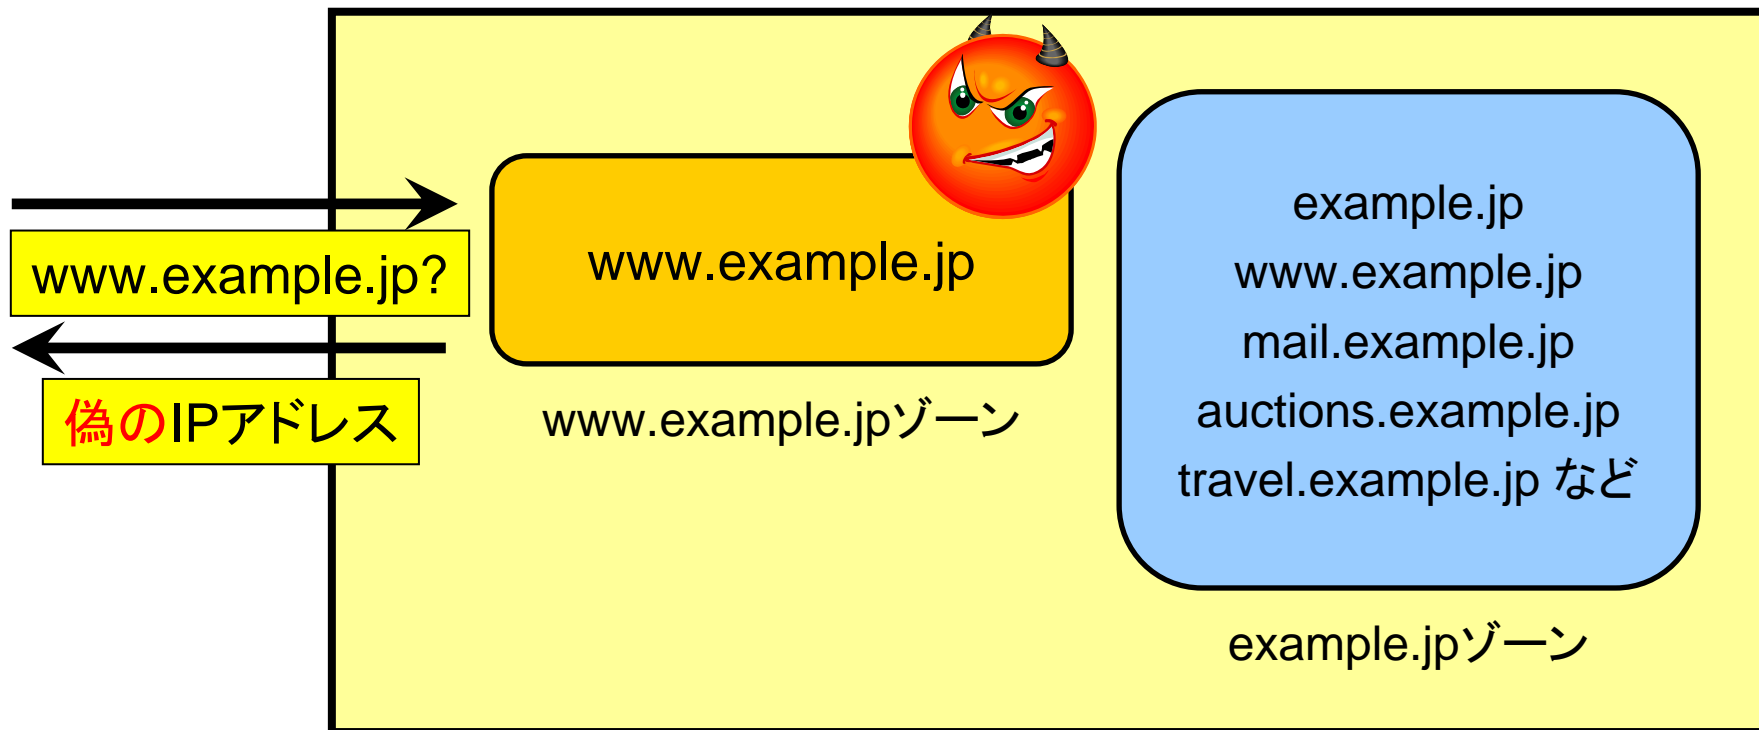 www.example.jp?
偽のIPアドレス
www.example.jp
www.example.jpゾーン
example.jp
www.example.jp
mail.example.jp
auctions.example.jp
travel.example.jp など
example.jpゾーン